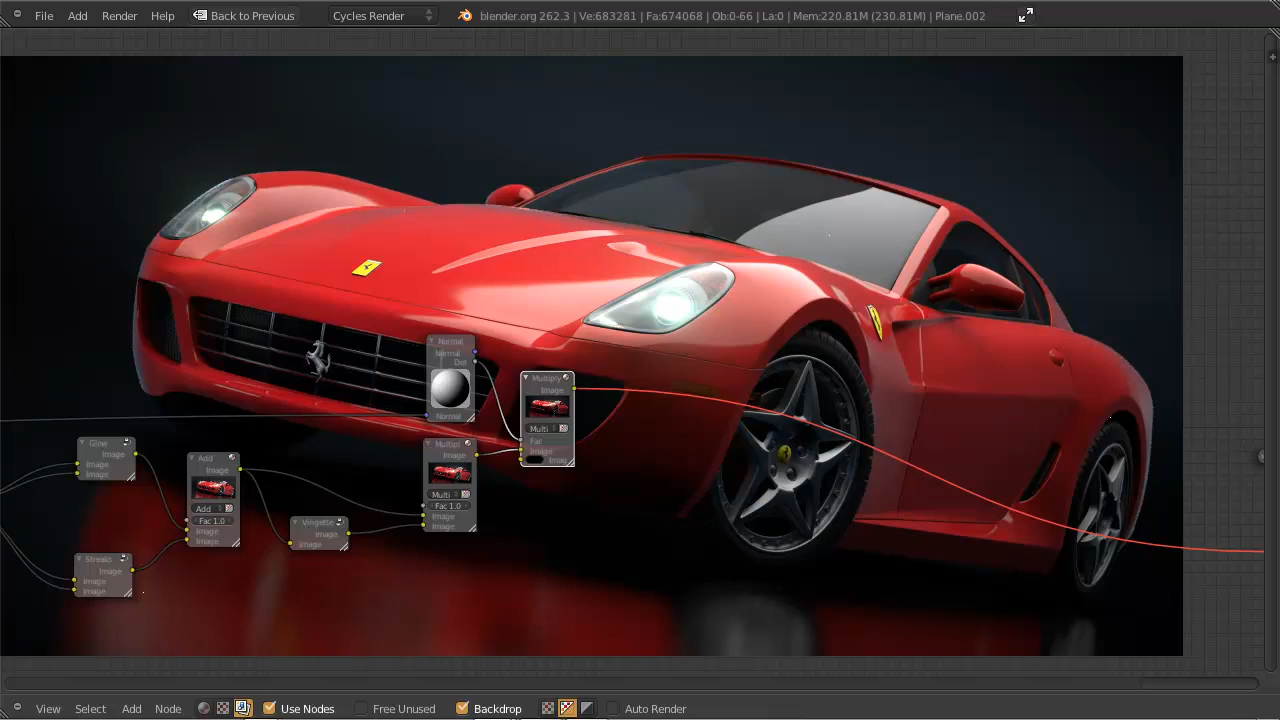 File Add Render Help Back to Previous Cycles Render blender.org 262.3 | Ve:683281 | Fa:674068 | Ob:0-66 | La:0 | Mem:220.81M (230.81M) | Plane.002
Normal
Normal
Dot
Normal
Multiply
Image
Multi
Fac
Image
Imag
Glow
Image
Image
Image
Add
Image
Add
Fac 1.0
Image
Image
Multipl
Image
Multi
Fac 1.0
Image
Image
Vingette
Image
Image
Streaks
Image
Image
Image
View Select Add Node Use Nodes Free Unused Backdrop Auto Render